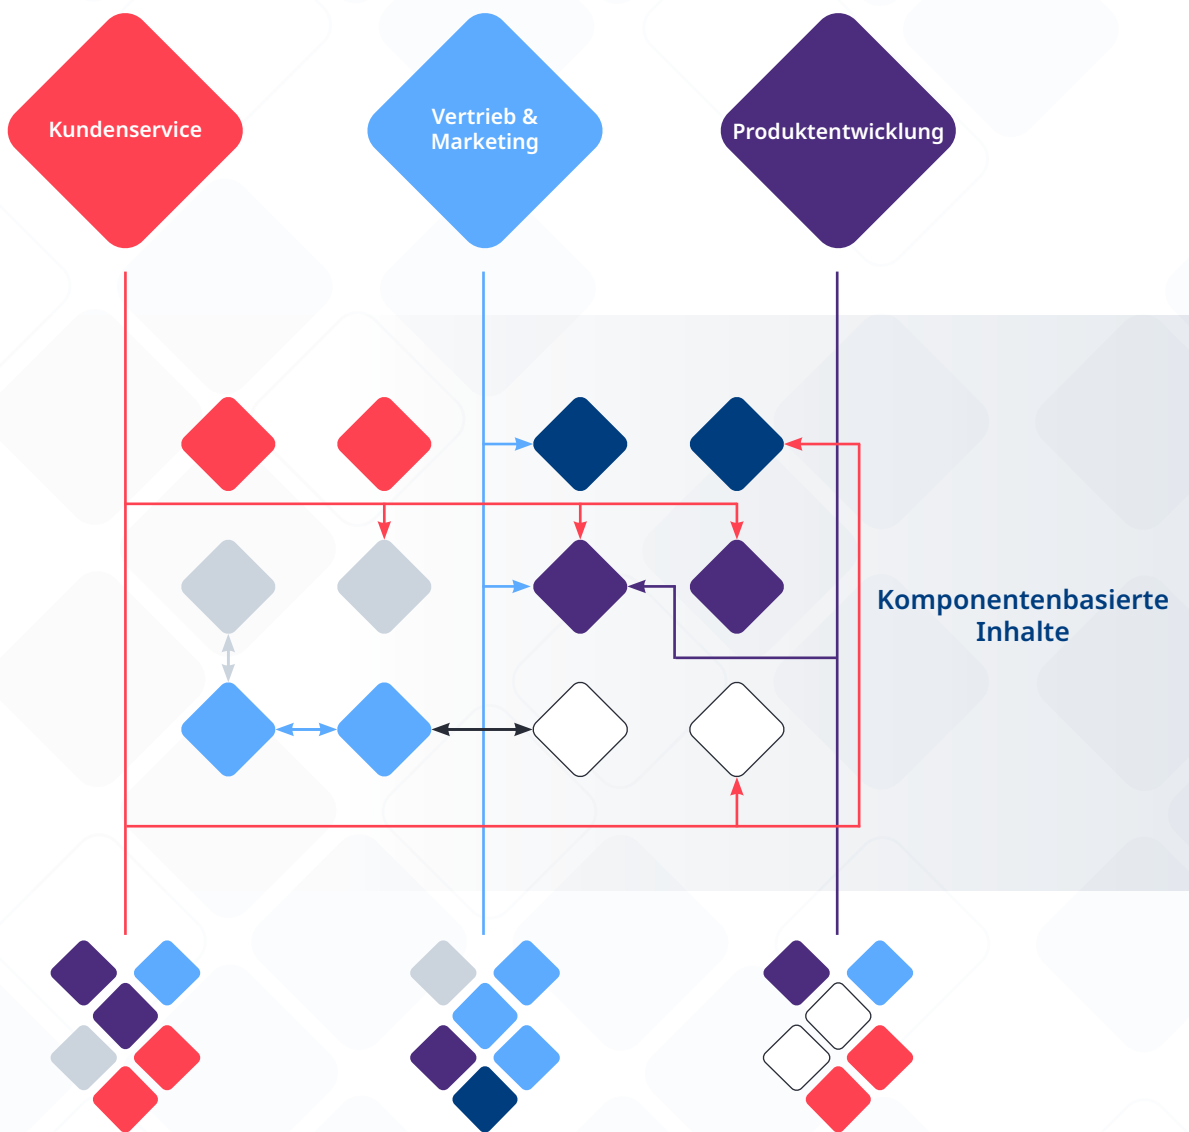 Kundenservice
Vertrieb &
Marketing
Produktentwicklung
Komponentenbasierte
Inhalte